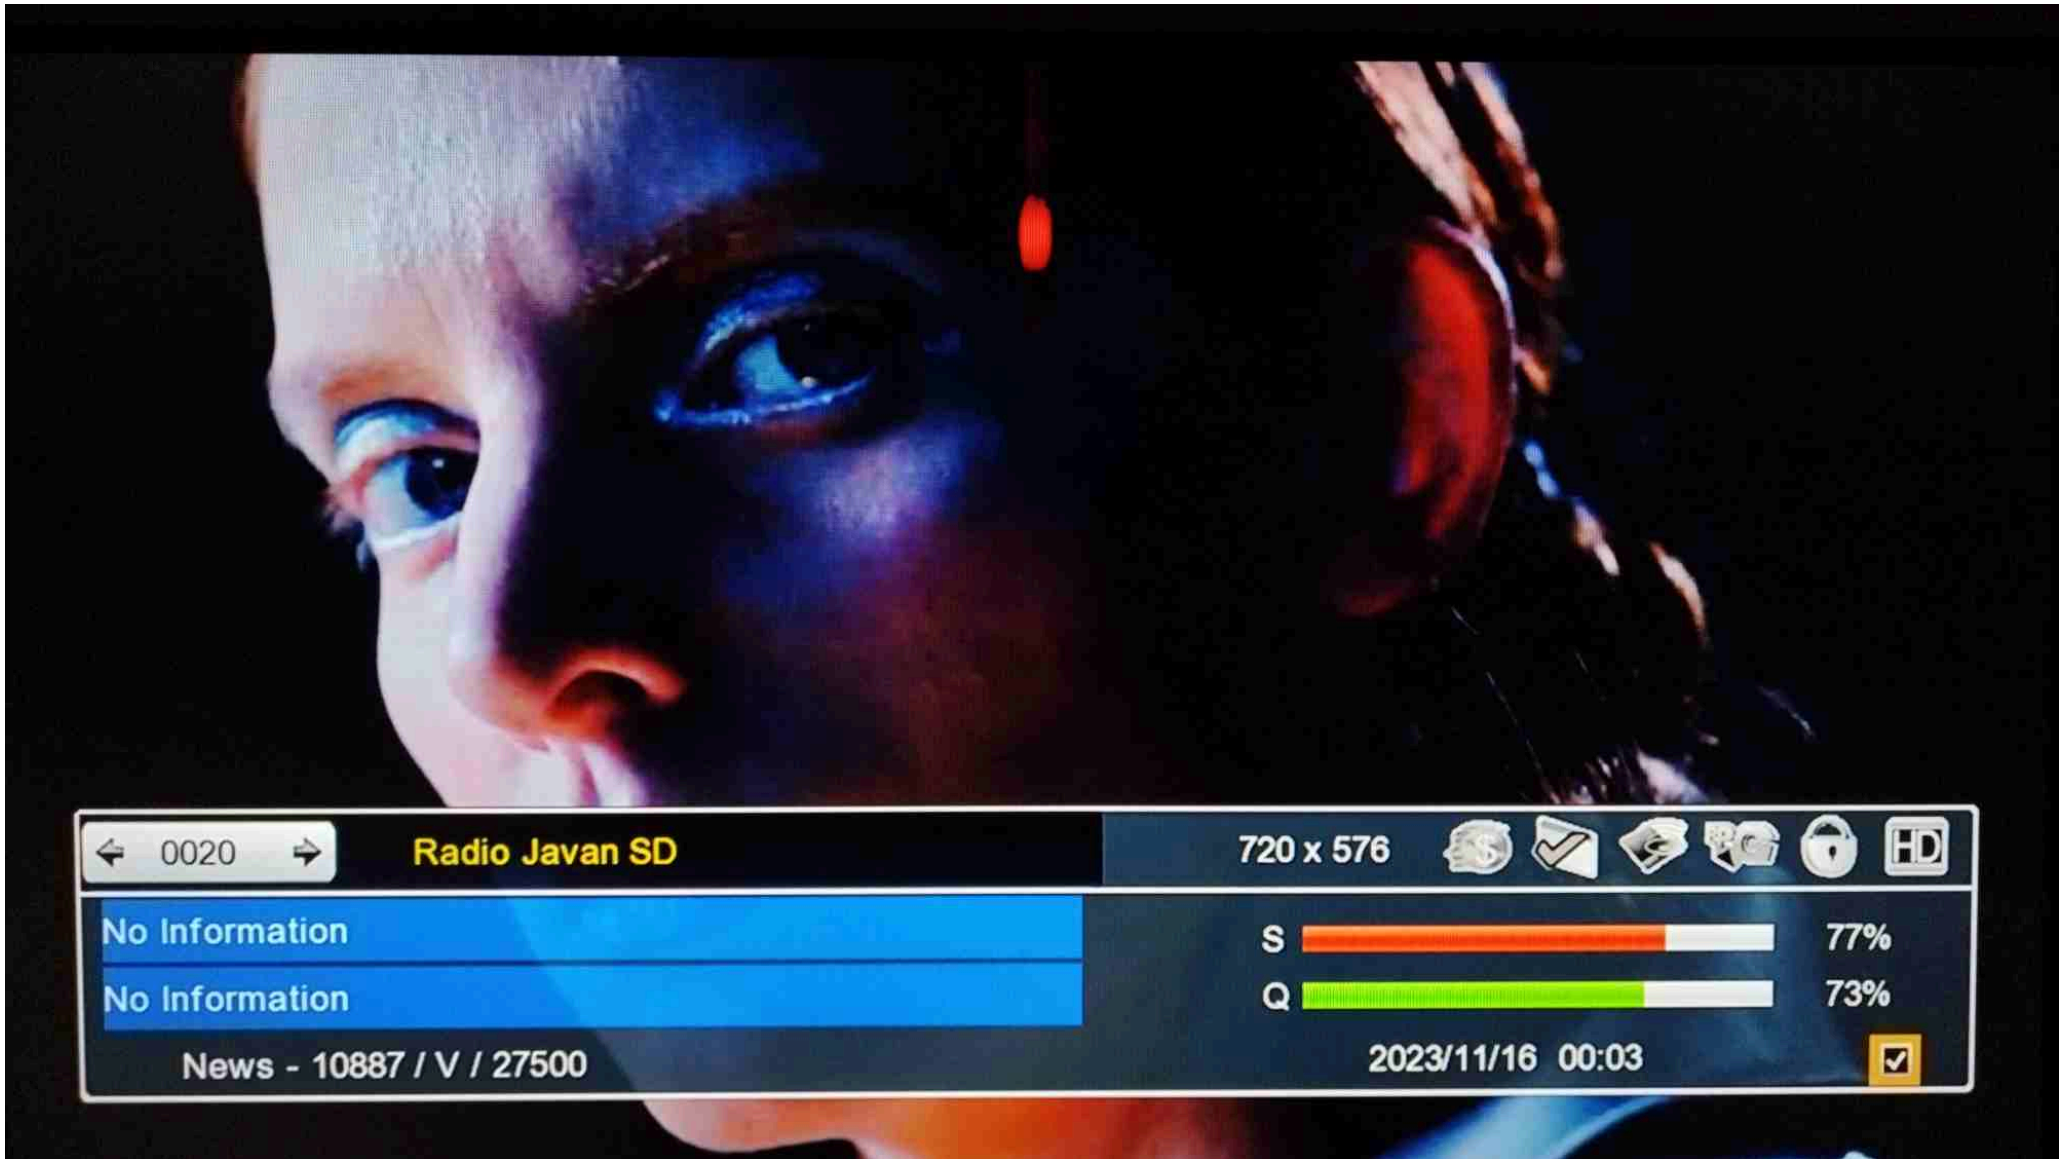 0020 Radio Javan SD 720 x 576 HD
No Information S 77%
No Information Q 73%
News - 10887 / V / 27500 2023/11/16 00:03